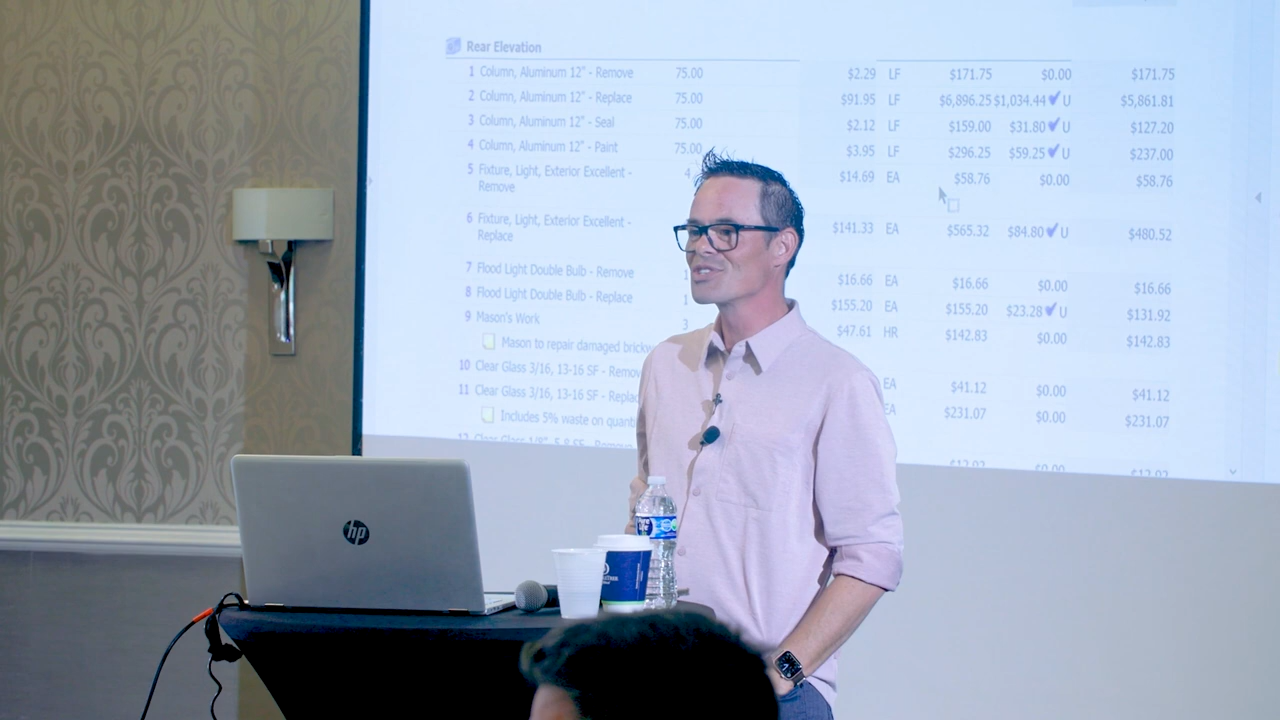 Rear Elevation
1 Column, Aluminum 12" - Remove 75.00 $2.29 LF $171.75 $0.00 $171.75
2 Column, Aluminum 12" - Replace 75.00 $91.95 LF $6,896.25 $1,034.44 U $5,861.81
3 Column, Aluminum 12" - Seal 75.00 $2.12 LF $159.00 $31.80 U $127.20
4 Column, Aluminum 12" - Paint 75.00 $3.95 LF $296.25 $59.25 U $237.00
5 Fixture, Light, Exterior Excellent - 4 $14.69 EA $58.76 $0.00 $58.76
Remove
6 Fixture, Light, Exterior Excellent - $141.33 EA $565.32 $84.80 U $480.52
Replace
7 Flood Light Double Bulb - Remove 1 $16.66 EA $16.66 $0.00 $16.66
8 Flood Light Double Bulb - Replace 1 $155.20 EA $155.20 $23.28 U $131.92
9 Mason's Work 3 $47.61 HR $142.83 $0.00 $142.83
Mason to repair damaged
10 Clear Glass 3/16, 13-16 SF - EA $41.12 $0.00 $41.12
11 Clear Glass 3/16, 13-16 SF - EA $231.07 $0.00 $231.07
Includes 5% waste on
hp